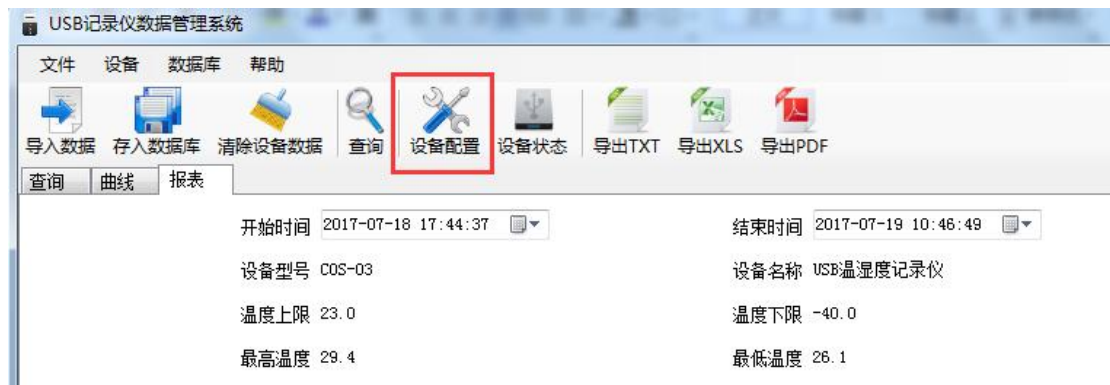 USB记录仪数据管理系统
文件 设备 数据库 帮助
导入数据 存入数据库 清除设备数据 查询 设备配置 设备状态 导出TXT 导出XLS 导出PDF
查询 曲线 报表
开始时间 2017-07-18 17:44:37 结束时间 2017-07-19 10:46:49
设备型号 COS-03 设备名称 USB温湿度记录仪
温度上限 23.0 温度下限 -40.0
最高温度 29.4 最低温度 26.1